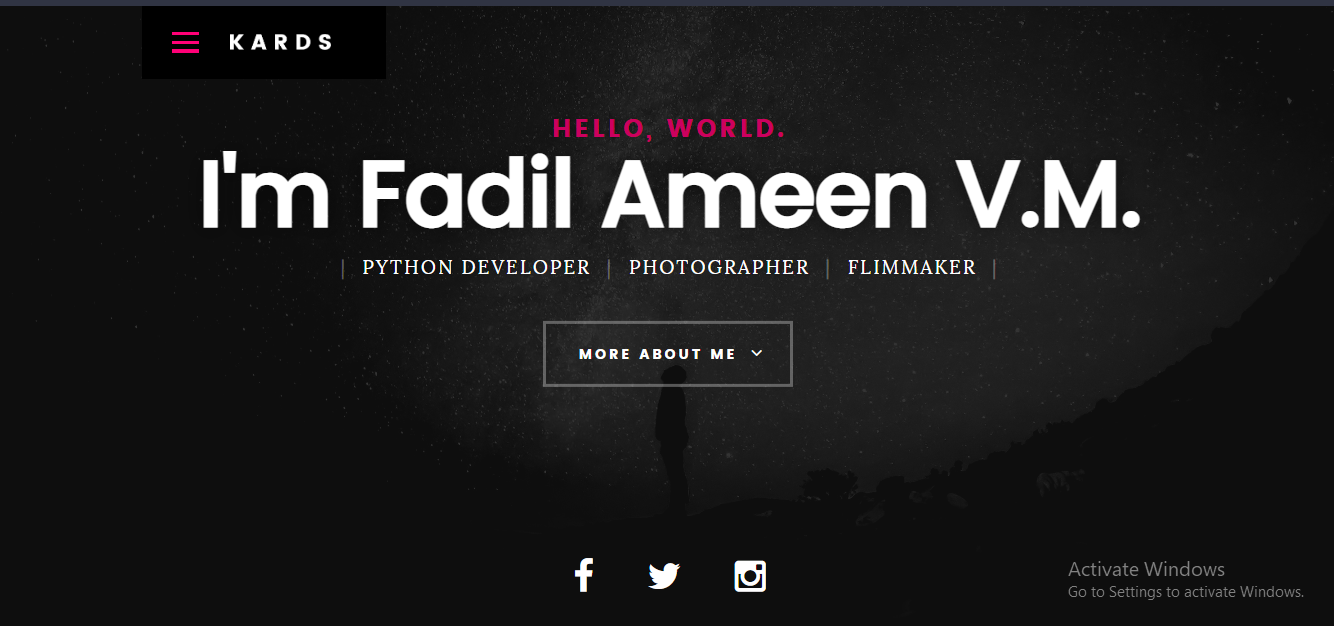 KARDS
HELLO, WORLD.
I'm Fadil Ameen V.M.
| PYTHON DEVELOPER | PHOTOGRAPHER | FLIMMAKER |
MORE ABOUT ME
Activate Windows
Go to Settings to activate Windows.